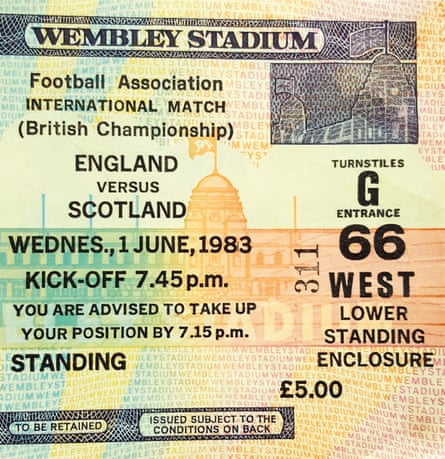 WEMBLEY STADIUM
Football Association
INTERNATIONAL MATCH
(British Championship)
ENGLAND
VERSUS
SCOTLAND
WEDNES., 1 JUNE, 1983
KICK-OFF 7.45 p.m.
YOU ARE ADVISED TO TAKE UP
YOUR POSITION BY 7.15 p.m.
STANDING
TURNSTILES
G
ENTRANCE
66
WEST
LOWER
STANDING
ENCLOSURE
311
£5.00
TO BE RETAINED
ISSUED SUBJECT TO THE
CONDITIONS ON BACK